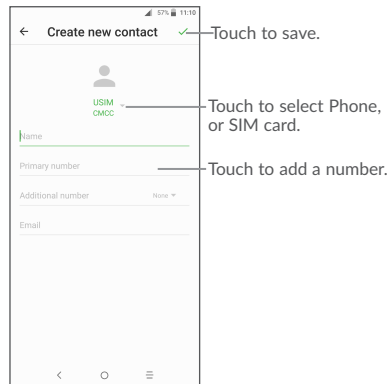 57% 11:10
Create new contact
Touch to save.
USIM
CMCC
Touch to select Phone,
or SIM card.
Name
Primary number
Touch to add a number.
Additional number None
Email